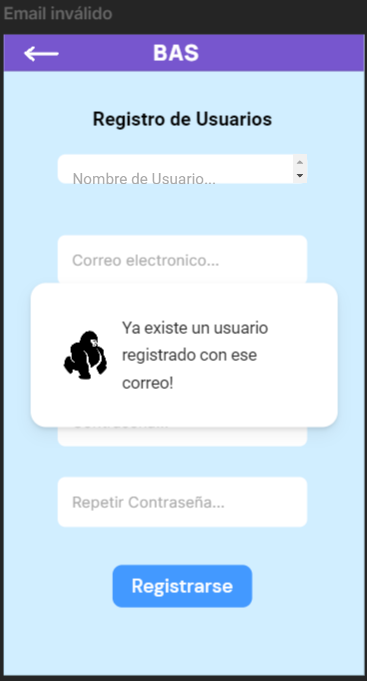 Email inválido
BAS
Registro de Usuarios
Nombre de Usuario...
Correo electronico...
Ya existe un usuario
registrado con ese
correo!
Repetir Contraseña...
Registrarse